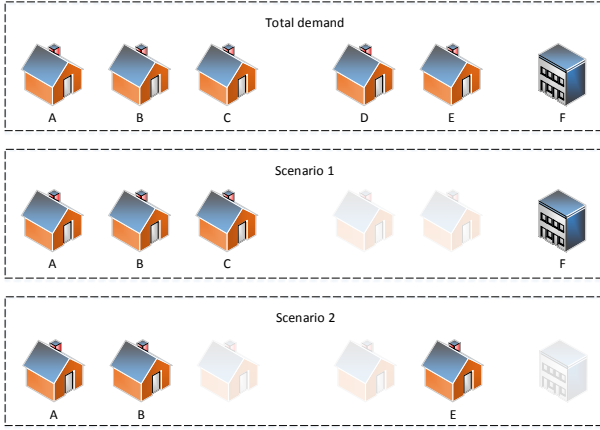 Total demand
A B C D E F
Scenario 1
A B C F
Scenario 2
A B E